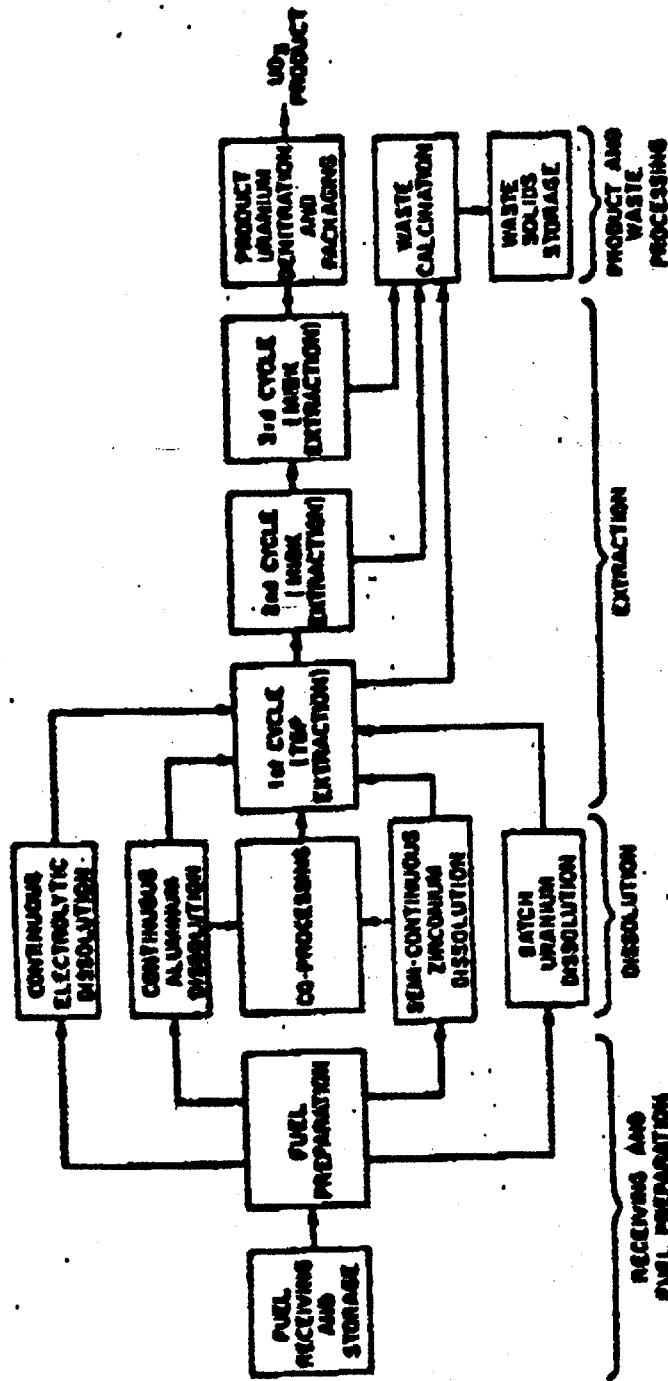 FUEL
RECEIVING
AND
STORAGE
FUEL
PREPARATION
CONTINUOUS
ELECTROLYTIC
DISSOLUTION
CONTINUOUS
ALUMINUM
DISSOLUTION
CO-PROCESSING
SEMI-CONTINUOUS
ZIRCONIUM
DISSOLUTION
BATCH
URANIUM
DISSOLUTION
1st CYCLE
(TBP
EXTRACTION)
2nd CYCLE
(MIBK
EXTRACTION)
3rd CYCLE
(MIBK
EXTRACTION)
PRODUCT
URANIUM
DENITRATION
AND
PACKAGING
UO3
PRODUCT
WASTE
CALCINATION
WASTE
SOLIDS
STORAGE
RECEIVING AND
FUEL PREPARATION
DISSOLUTION
EXTRACTION
PRODUCT AND
WASTE
PROCESSING